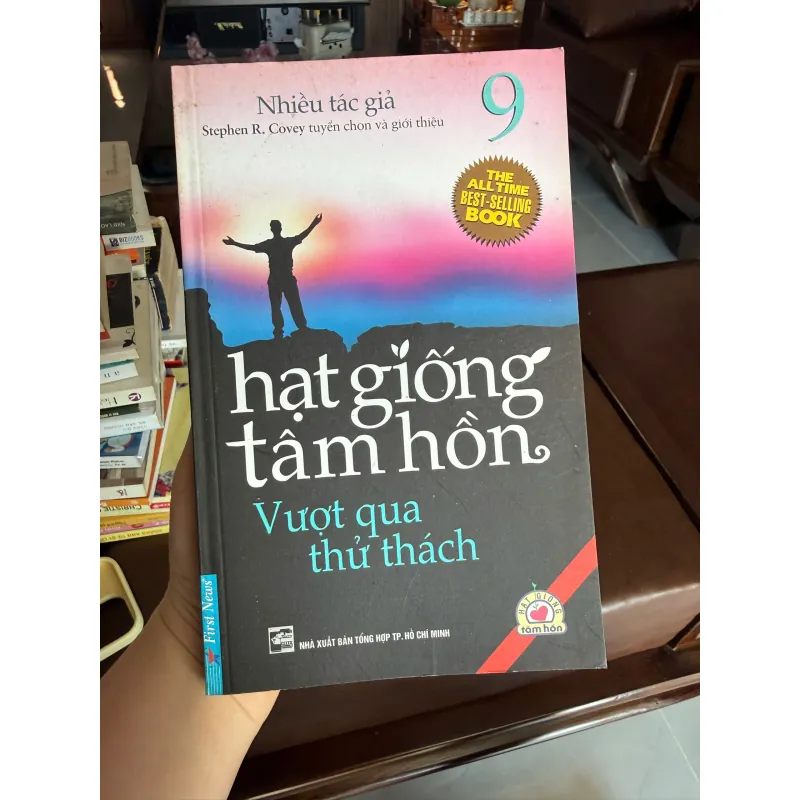 Nhiều tác giả
Stephen R. Covey tuyển chọn và giới thiệu
9
THE
ALL TIME
BEST-SELLING
BOOK
hạt giống
tâm hồn
Vượt qua
thử thách
First News
NHÀ XUẤT BẢN TỔNG HỢP TP. HỒ CHÍ MINH
HẠT GIỐNG
tâm hồn
BIZBOOKS
CHRISTIE